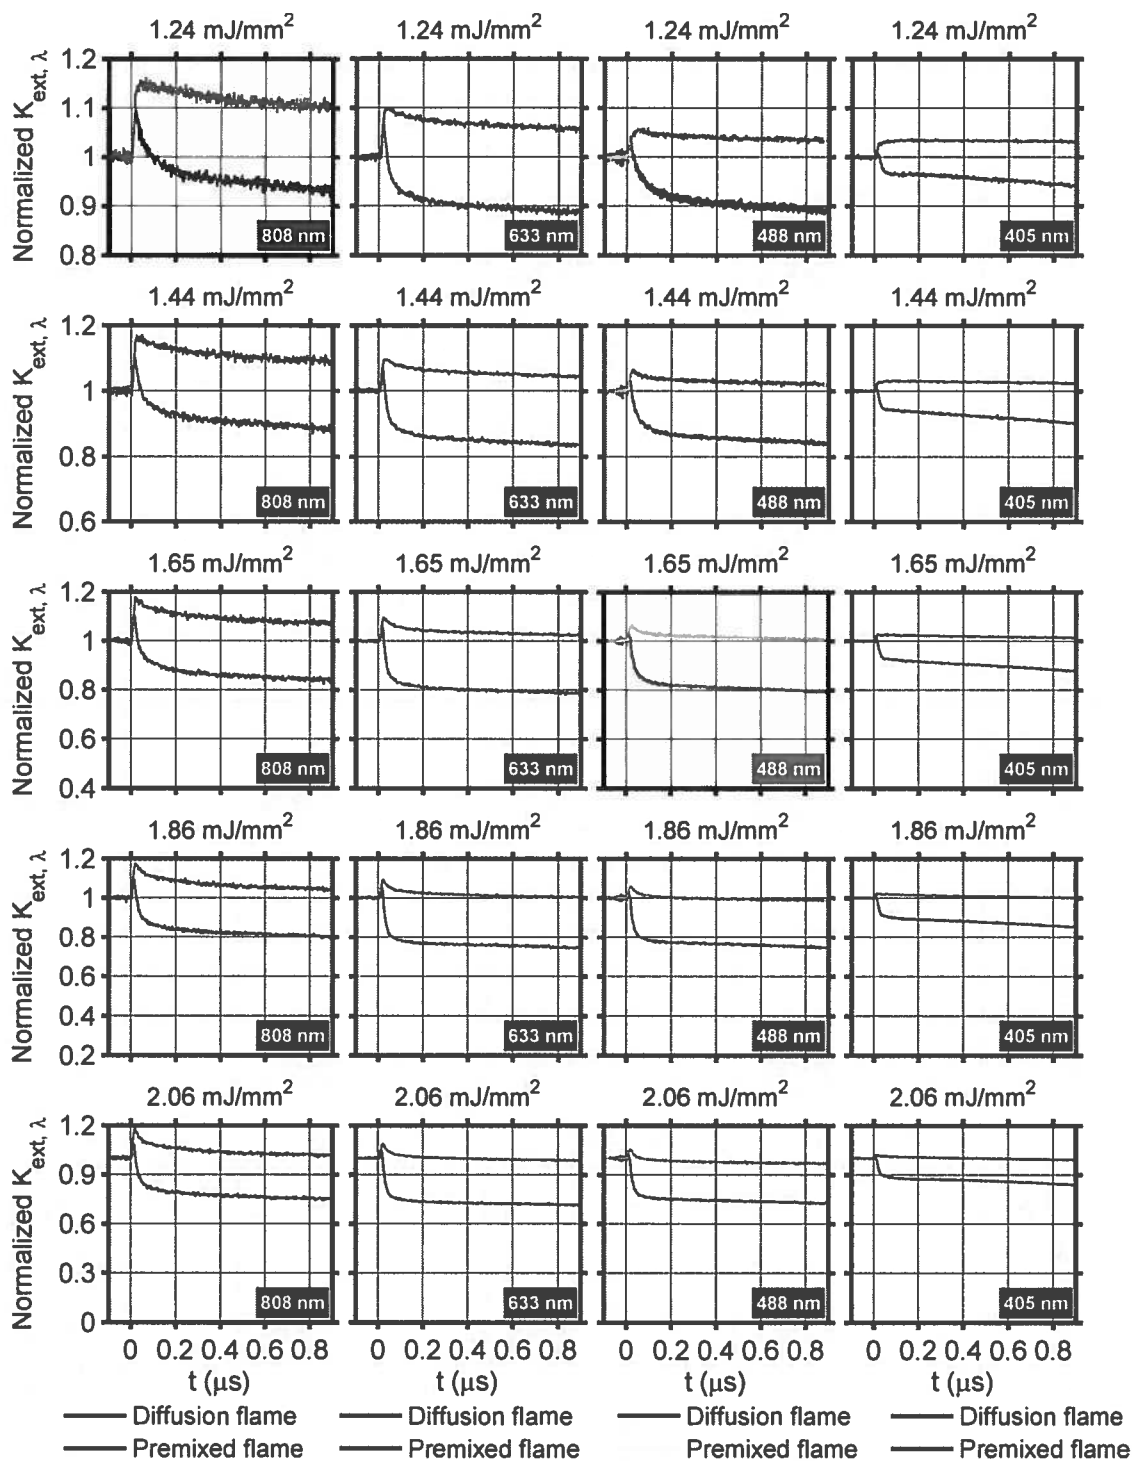 1.24 mJ/mm² 1.24 mJ/mm² 1.24 mJ/mm² 1.24 mJ/mm²
Normalized K_ext, λ
1.2
1.1
1
0.9
0.8
808 nm 633 nm 488 nm 405 nm
1.44 mJ/mm² 1.44 mJ/mm² 1.44 mJ/mm² 1.44 mJ/mm²
Normalized K_ext, λ
1.2
1
0.8
0.6
808 nm 633 nm 488 nm 405 nm
1.65 mJ/mm² 1.65 mJ/mm² 1.65 mJ/mm² 1.65 mJ/mm²
Normalized K_ext, λ
1.2
1
0.8
0.6
0.4
808 nm 633 nm 488 nm 405 nm
1.86 mJ/mm² 1.86 mJ/mm² 1.86 mJ/mm² 1.86 mJ/mm²
Normalized K_ext, λ
1.2
1
0.8
0.6
0.4
0.2
808 nm 633 nm 488 nm 405 nm
2.06 mJ/mm² 2.06 mJ/mm² 2.06 mJ/mm² 2.06 mJ/mm²
Normalized K_ext, λ
1.2
0.9
0.6
0.3
0
808 nm 633 nm 488 nm 405 nm
0 0.2 0.4 0.6 0.8 0 0.2 0.4 0.6 0.8 0 0.2 0.4 0.6 0.8 0 0.2 0.4 0.6 0.8
t (μs) t (μs) t (μs) t (μs)
Diffusion flame Diffusion flame Diffusion flame Diffusion flame
Premixed flame Premixed flame Premixed flame Premixed flame